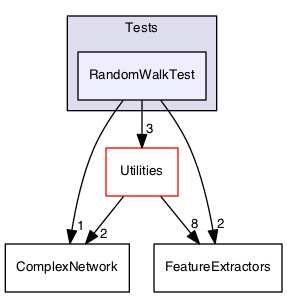 Tests
RandomWalkTest
3
Utilities
1
2
8
2
ComplexNetwork
FeatureExtractors